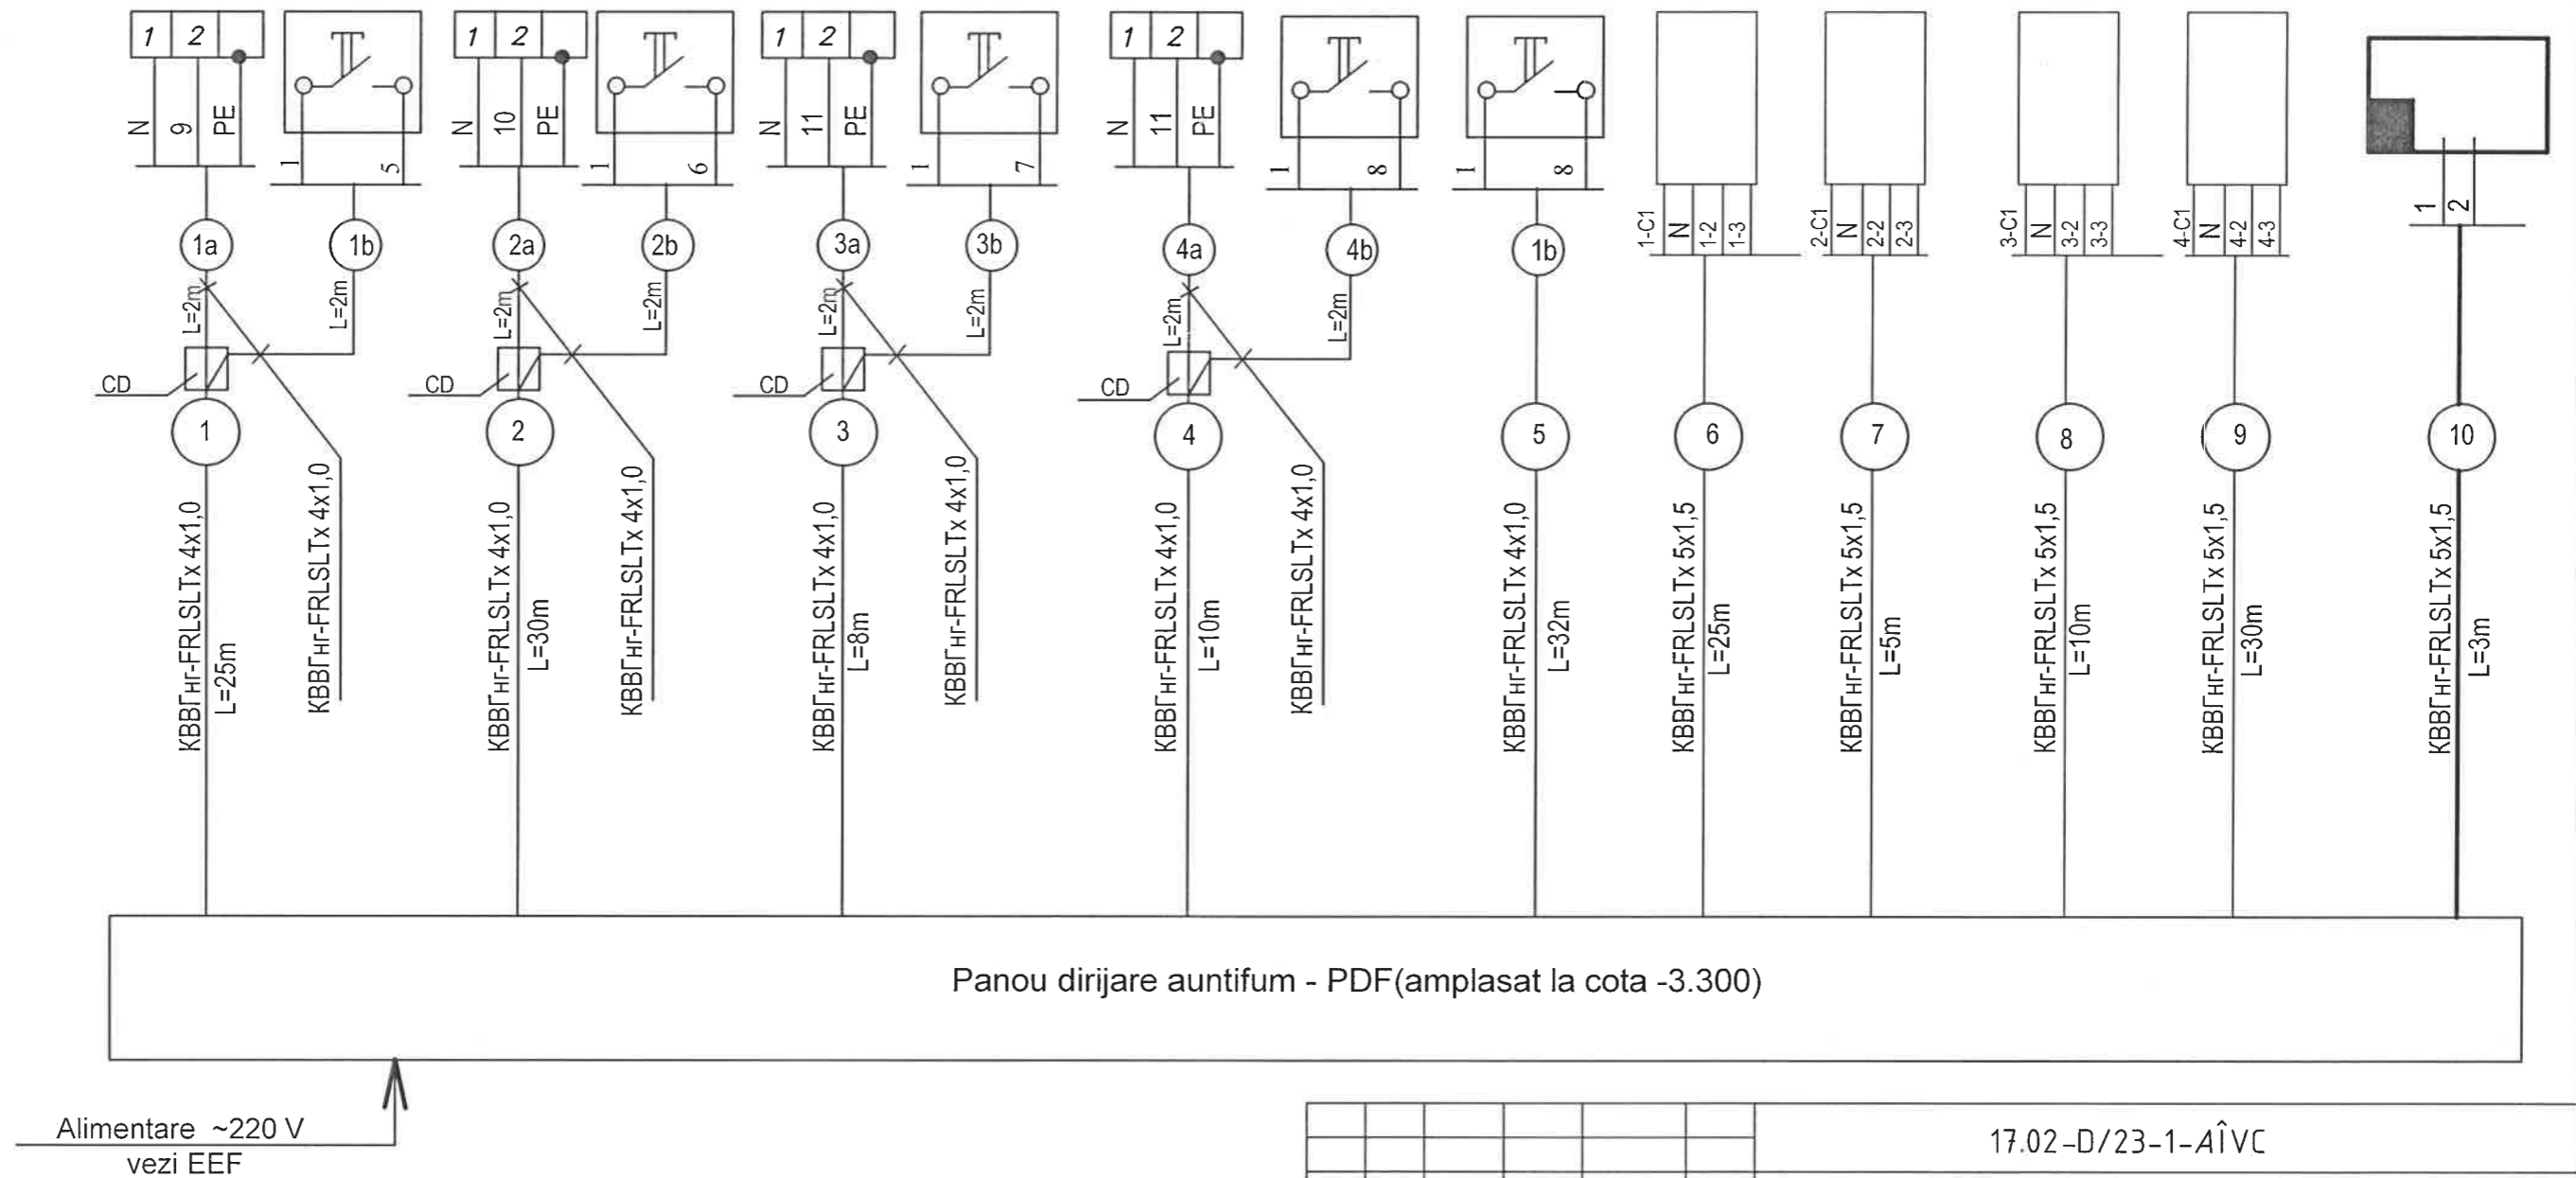 1 2
1 2
1 2
1 2
N 9 PE
1 5
N 10 PE
1 6
N 11 PE
1 7
N 11 PE
1 8
1 8
1-C1 N 1-2 1-3
2-C1 N 2-2 2-3
3-C1 N 3-2 3-3
4-C1 N 4-2 4-3
1 2
1a 1b 2a 2b 3a 3b 4a 4b 1b
L=2m L=2m L=2m L=2m L=2m L=2m L=2m L=2m
CD CD CD CD
1 2 3 4 5 6 7 8 9 10
КВВГнг-FRLSLTx 4x1,0
L=25m
КВВГнг-FRLSLTx 4x1,0
КВВГнг-FRLSLTx 4x1,0
L=30m
КВВГнг-FRLSLTx 4x1,0
КВВГнг-FRLSLTx 4x1,0
L=8m
КВВГнг-FRLSLTx 4x1,0
КВВГнг-FRLSLTx 4x1,0
L=10m
КВВГнг-FRLSLTx 4x1,0
КВВГнг-FRLSLTx 4x1,0
L=32m
КВВГнг-FRLSLTx 5x1,5
L=25m
КВВГнг-FRLSLTx 5x1,5
L=5m
КВВГнг-FRLSLTx 5x1,5
L=10m
КВВГнг-FRLSLTx 5x1,5
L=30m
КВВГнг-FRLSLTx 5x1,5
L=3m
Panou dirijare auntifum - PDF(amplasat la cota -3.300)
Alimentare ~220 V
vezi EEF
17.02-D/23-1-AÎVC